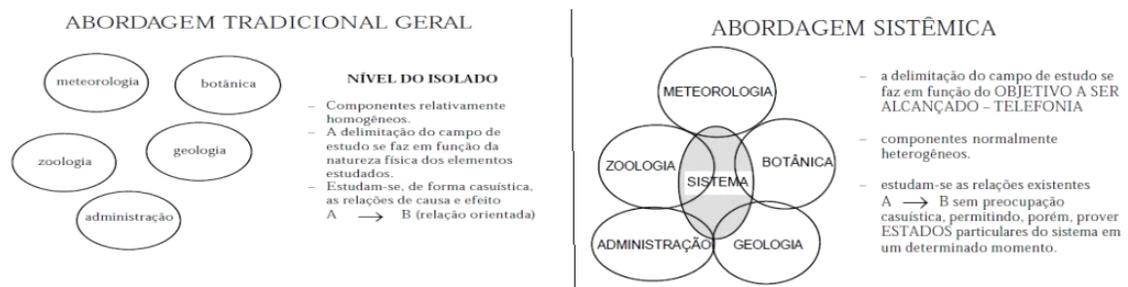 ABORDAGEM TRADICIONAL GERAL
meteorologia
botânica
zoologia
geologia
administração
NÍVEL DO ISOLADO
– Componentes relativamente
homogêneos.
– A delimitação do campo de
estudo se faz em função da
natureza física dos elementos
estudados.
– Estudam-se, de forma casuística,
as relações de causa e efeito
A → B (relação orientada)
ABORDAGEM SISTÊMICA
METEOROLOGIA
ZOOLOGIA
BOTÂNICA
SISTEMA
ADMINISTRAÇÃO
GEOLOGIA
– a delimitação do campo de estudo se
faz em função do OBJETIVO A SER
ALCANÇADO – TELEFONIA
– componentes normalmente
heterogêneos.
– estudam-se as relações existentes
A → B sem preocupação
casuística, permitindo, porém, prover
ESTADOS particulares do sistema em
um determinado momento.